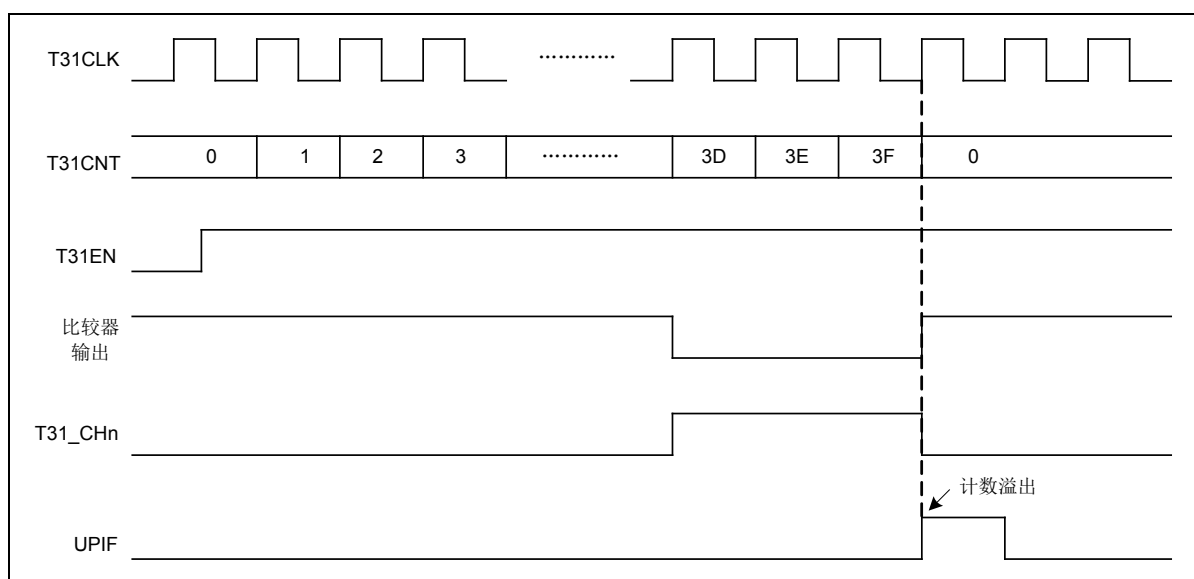 T31CLK
…………
T31CNT
0 1 2 3 ………… 3D 3E 3F 0
T31EN
比较器
输出
T31_CHn
计数溢出
UPIF